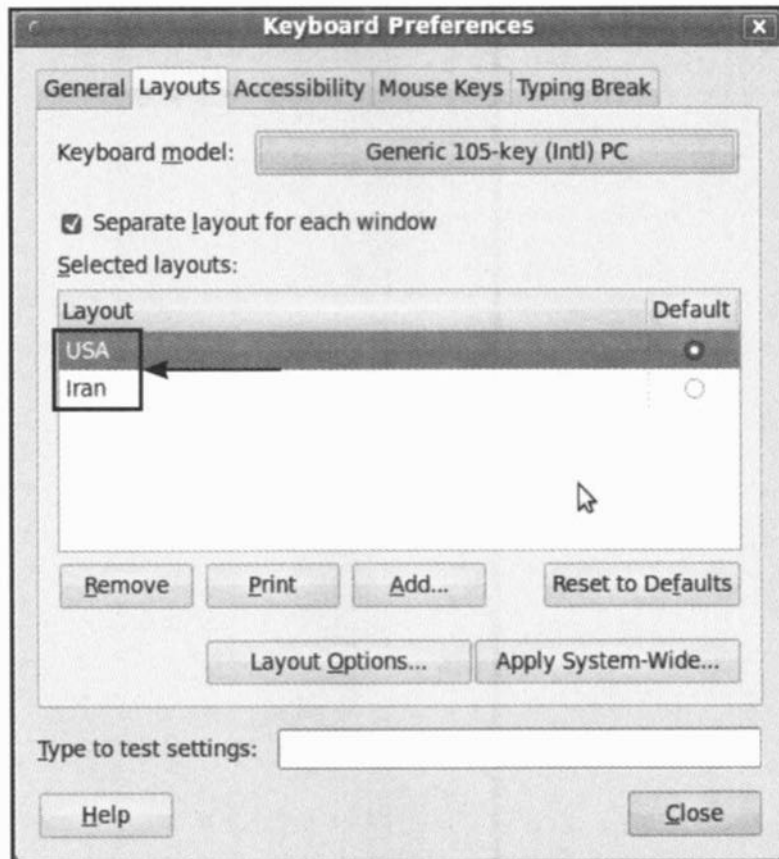 Keyboard Preferences
General Layouts Accessibility Mouse Keys Typing Break
Keyboard model: Generic 105-key (Intl) PC
Separate layout for each window
Selected layouts:
Layout Default
USA
Iran
Remove Print Add... Reset to Defaults
Layout Options... Apply System-Wide...
Type to test settings:
Help Close